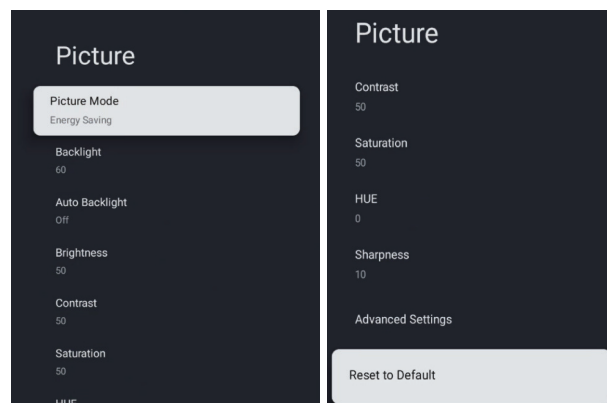 Picture
Picture Mode
Energy Saving
Backlight
60
Auto Backlight
Off
Brightness
50
Contrast
50
Saturation
50
HUE
Picture
Contrast
50
Saturation
50
HUE
0
Sharpness
10
Advanced Settings
Reset to Default